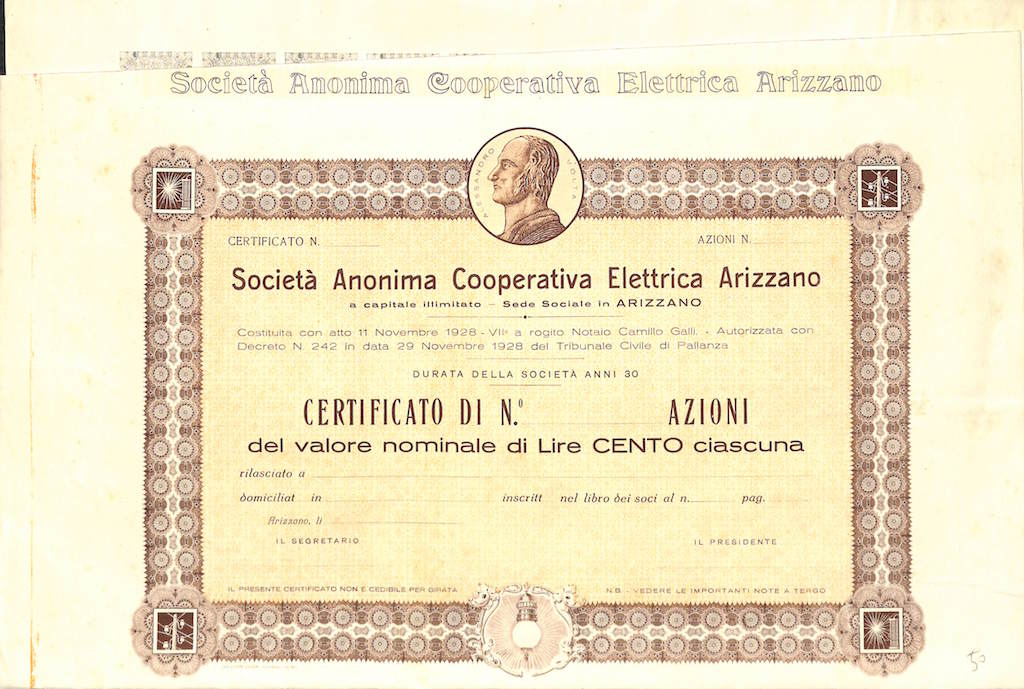 Società Anonima Cooperativa Elettrica Arizzano
ALESSANDRO VOLTA
CERTIFICATO N.
AZIONI N.
Società Anonima Cooperativa Elettrica Arizzano
a capitale illimitato - Sede Sociale in ARIZZANO
Costituita con atto 11 Novembre 1928 - VIIº a rogito Notaio Camillo Galli. - Autorizzata con
Decreto N. 242 in data 29 Novembre 1928 del Tribunale Civile di Pallanza
DURATA DELLA SOCIETÀ ANNI 30
CERTIFICATO DI N.º AZIONI
del valore nominale di Lire CENTO ciascuna
rilasciato a
domiciliat in inscritt nel libro dei soci al n. pag.
Arizzano, lì
IL SEGRETARIO
IL PRESIDENTE
IL PRESENTE CERTIFICATO NON È CEDIBILE PER GIRATA
N.B. - VEDERE LE IMPORTANTI NOTE A TERGO
50